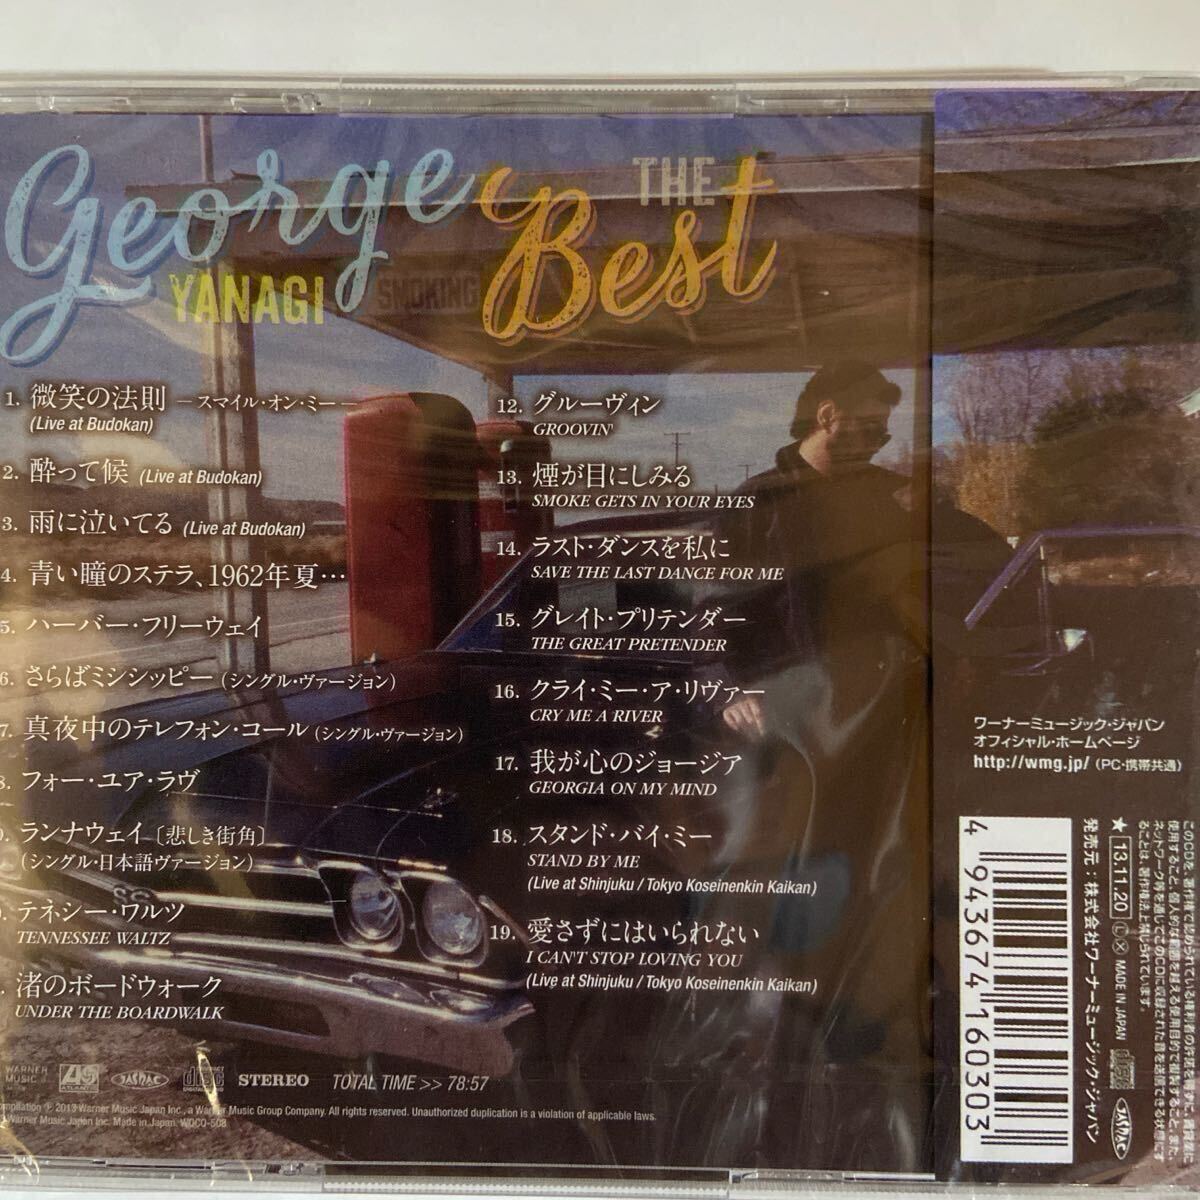 george
YANAGI
SMOKING
THE
Best
1. 微笑の法則 ―スマイル・オン・ミー―
(Live at Budokan)
2. 酔って候 (Live at Budokan)
3. 雨に泣いてる (Live at Budokan)
4. 青い瞳のステラ、1962年夏…
5. ハーバー・フリーウェイ
6. さらばミシシッピー (シングル・ヴァージョン)
7. 真夜中のテレフォン・コール (シングル・ヴァージョン)
8. フォー・ユア・ラヴ
ランナウェイ〔悲しき街角〕
(シングル・日本語ヴァージョン)
テネシー・ワルツ
TENNESSEE WALTZ
渚のボードウォーク
UNDER THE BOARDWALK
12. グルーヴィン
GROOVIN'
13. 煙が目にしみる
SMOKE GETS IN YOUR EYES
14. ラスト・ダンスを私に
SAVE THE LAST DANCE FOR ME
15. グレイト・プリテンダー
THE GREAT PRETENDER
16. クライ・ミー・ア・リヴァー
CRY ME A RIVER
17. 我が心のジョージア
GEORGIA ON MY MIND
18. スタンド・バイ・ミー
STAND BY ME
(Live at Shinjuku / Tokyo Koseinenkin Kaikan)
19. 愛さずにはいられない
I CAN'T STOP LOVING YOU
(Live at Shinjuku / Tokyo Koseinenkin Kaikan)
SS
WARNER MUSIC
ATLANTIC
JASRAC
disc
STEREO
TOTAL TIME >> 78:57
compilation ℗ 2013 Warner Music Japan Inc., a Warner Music Group Company. All rights reserved. Unauthorized duplication is a violation of applicable laws.
Warner Music Japan Inc. Made in Japan. WQCQ-508
ワーナーミュージック・ジャパン
オフィシャル・ホームページ
http://wmg.jp/ (PC・携帯共通)
4 943674 160303
★ 13.11.20 MADE IN JAPAN
発売元：株式会社ワーナーミュージック・ジャパン
JASRAC